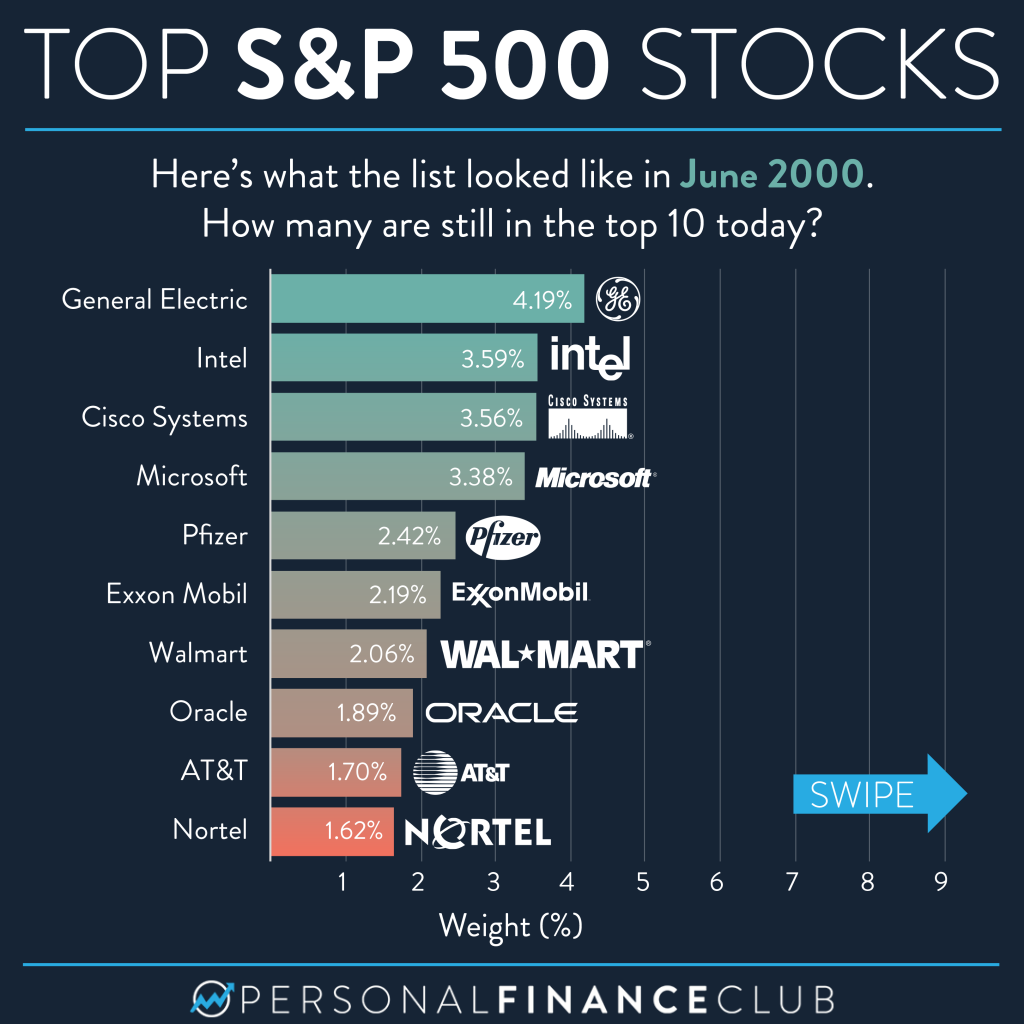 TOP S&P 500 STOCKS
Here's what the list looked like in June 2000.
How many are still in the top 10 today?
General Electric 4.19% GE
Intel 3.59% intel
Cisco Systems 3.56% CISCO SYSTEMS ®
Microsoft 3.38% Microsoft®
Pfizer 2.42% Pfizer
Exxon Mobil 2.19% ExxonMobil
Walmart 2.06% WAL★MART®
Oracle 1.89% ORACLE
AT&T 1.70% AT&T
Nortel 1.62% NORTEL
SWIPE
1 2 3 4 5 6 7 8 9
Weight (%)
PERSONALFINANCECLUB